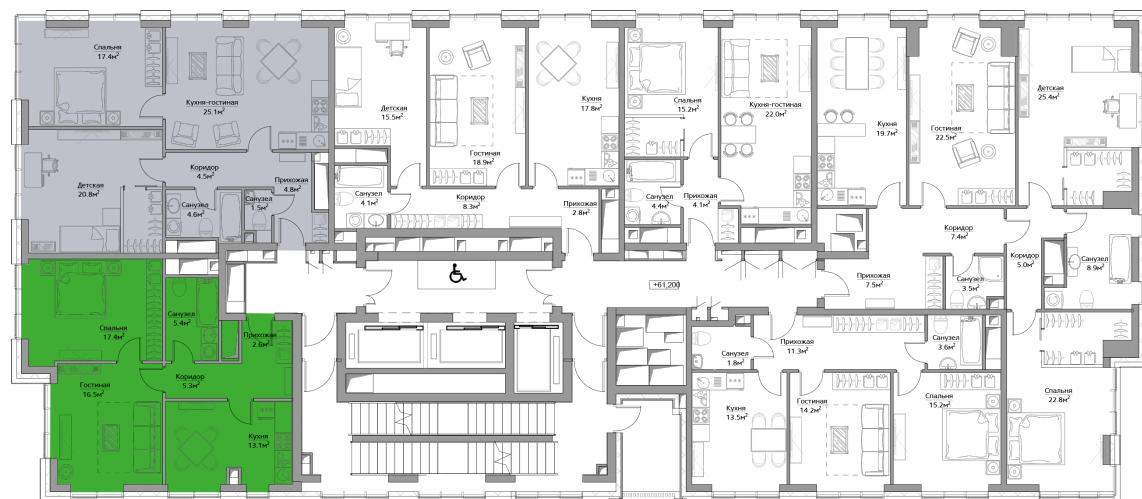 Спальня
17.4м²
Кухня-гостиная
25.1м²
Детская
20.8м²
Коридор
4.5м²
Прихожая
4.8м²
Санузел
4.6м²
Санузел
1.5м²
Детская
15.5м²
Гостиная
18.9м²
Кухня
17.8м²
Санузел
4.1м²
Коридор
8.3м²
Прихожая
2.8м²
Спальня
15.2м²
Кухня-гостиная
22.0м²
Санузел
4.4м²
Прихожая
4.1м²
Кухня
19.7м²
Гостиная
22.5м²
Детская
25.4м²
Коридор
7.4м²
Коридор
5.0м²
Санузел
8.9м²
Прихожая
7.5м²
Санузел
3.5м²
+61,200
Спальня
17.4м²
Санузел
5.4м²
Прихожая
2.6м²
Гостиная
16.5м²
Коридор
5.3м²
Кухня
13.1м²
Санузел
1.8м²
Прихожая
11.3м²
Санузел
3.6м²
Кухня
13.5м²
Гостиная
14.2м²
Спальня
15.2м²
Спальня
22.8м²